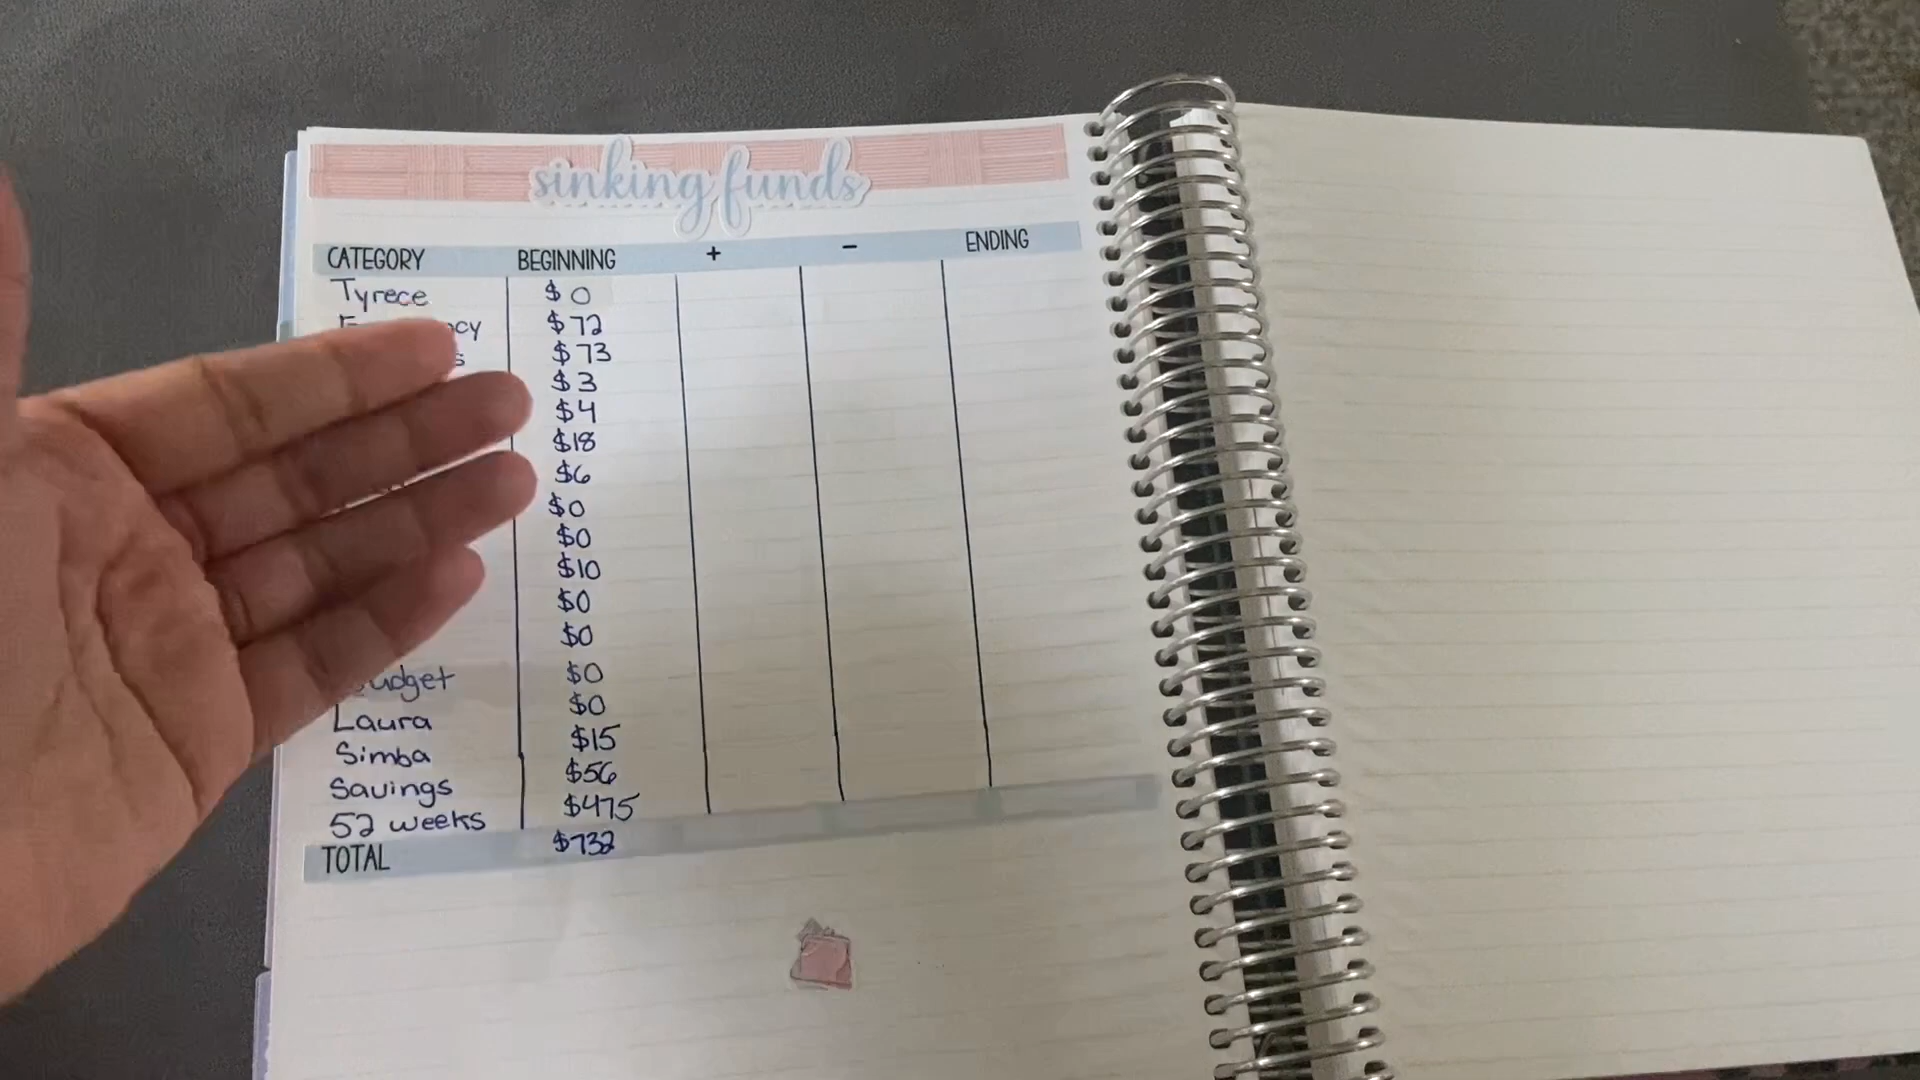 sinking funds
CATEGORY BEGINNING + - ENDING
Tyrece $0
$72
$73
$3
$4
$18
$6
$0
$0
$10
$0
$0
Budget $0
Laura $0
Simba $15
Savings $56
52 weeks $475
TOTAL $732